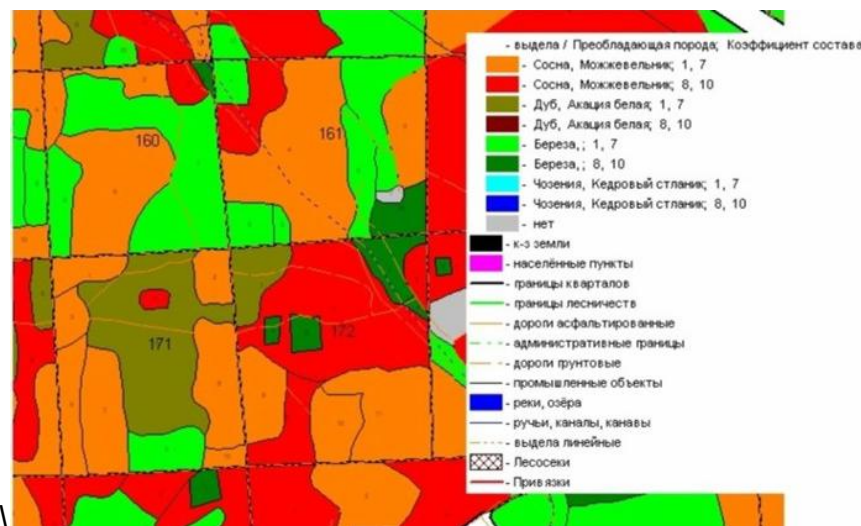 - выдела / Преобладающая порода; Коэффициент состава
- Сосна, Можжевельник; 1, 7
- Сосна, Можжевельник; 8, 10
- Дуб, Акация белая; 1, 7
- Дуб, Акация белая; 8, 10
- Береза,; 1, 7
- Береза,; 8, 10
- Чозения, Кедровый стланик; 1, 7
- Чозения, Кедровый стланик; 8, 10
- нет
- к-з земли
- населённые пункты
- границы кварталов
- границы лесничеств
- дороги асфальтированные
- административные границы
- дороги грунтовые
- промышленные объекты
- реки, озёра
- ручьи, каналы, канавы
- выдела линейные
- Лесосеки
- Привязки
160
161
171
172
\